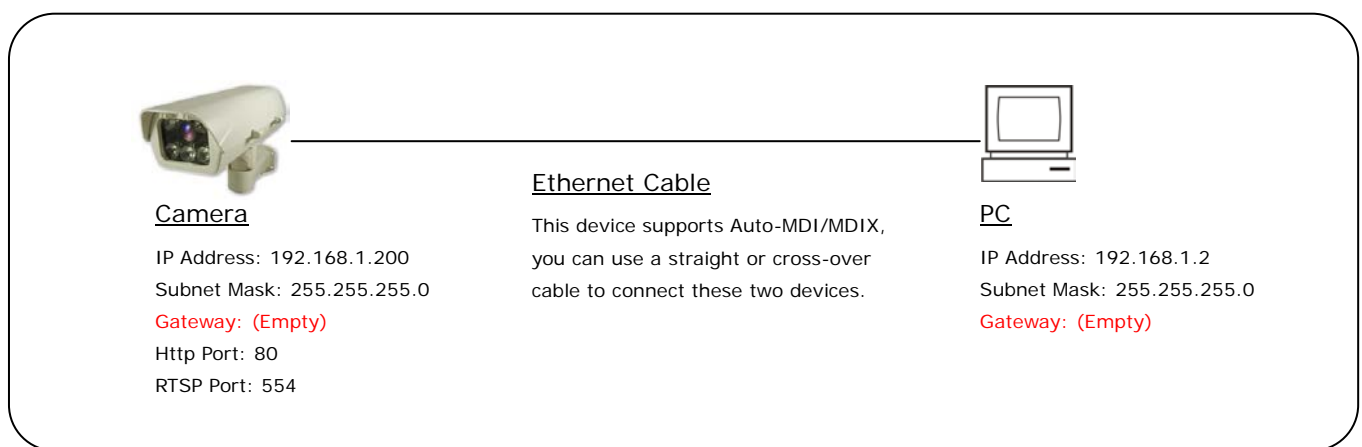 Camera
IP Address: 192.168.1.200
Subnet Mask: 255.255.255.0
Gateway: (Empty)
Http Port: 80
RTSP Port: 554
Ethernet Cable
This device supports Auto-MDI/MDIX,
you can use a straight or cross-over
cable to connect these two devices.
PC
IP Address: 192.168.1.2
Subnet Mask: 255.255.255.0
Gateway: (Empty)